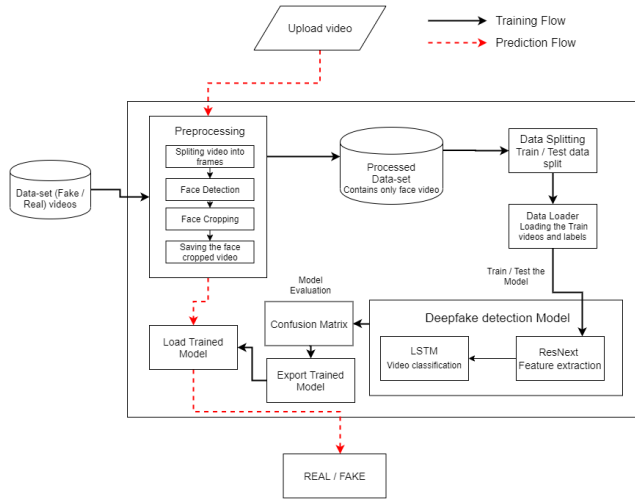 Upload video
Training Flow
Prediction Flow
Preprocessing
Spliting video into
frames
Face Detection
Face Cropping
Saving the face
cropped video
Data-set (Fake /
Real) videos
Processed
Data-set
Contains only face video
Data Splitting
Train / Test data
split
Data Loader
Loading the Train
videos and labels
Train / Test the
Model
Model
Evaluation
Confusion Matrix
Export Trained
Model
Load Trained
Model
Deepfake detection Model
LSTM
Video classification
ResNext
Feature extraction
REAL / FAKE